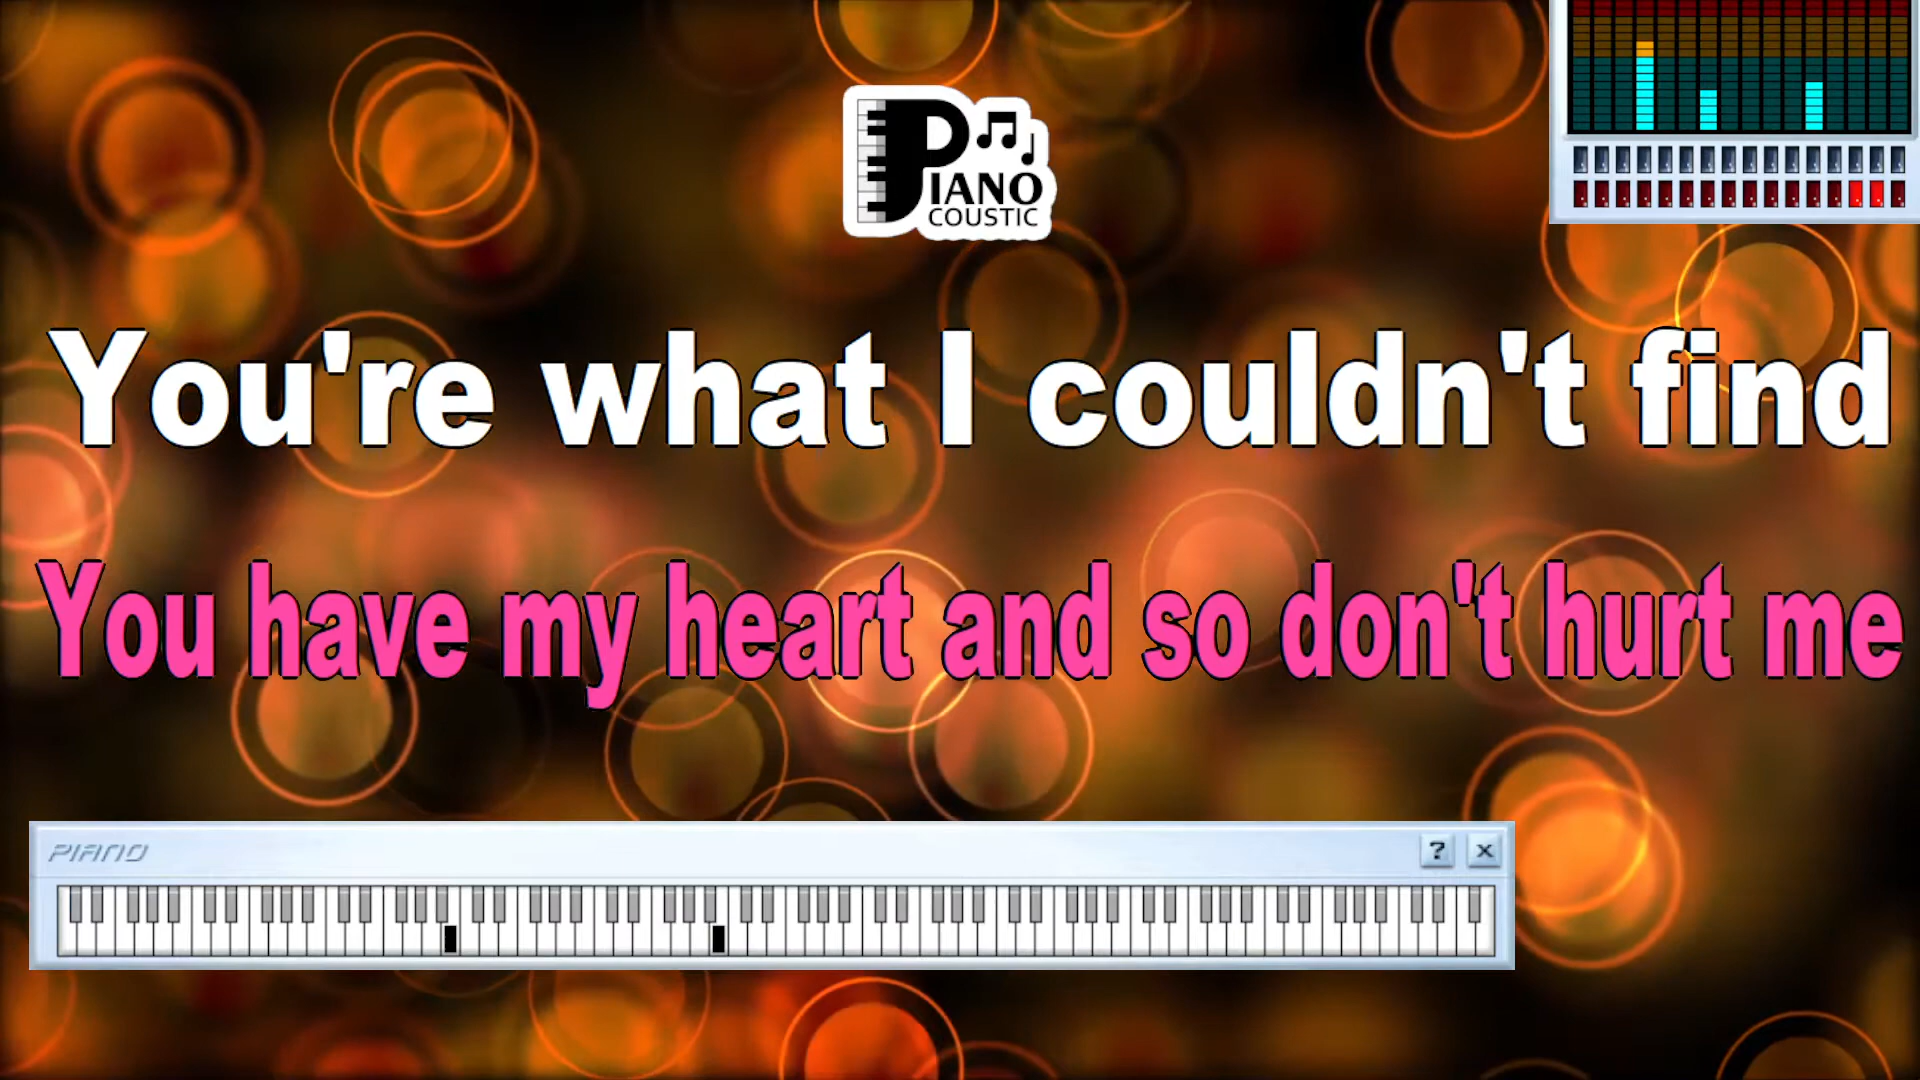 PIANO
COUSTIC
You're what I couldn't find
You have my heart and so don't hurt me
PIANO
? x